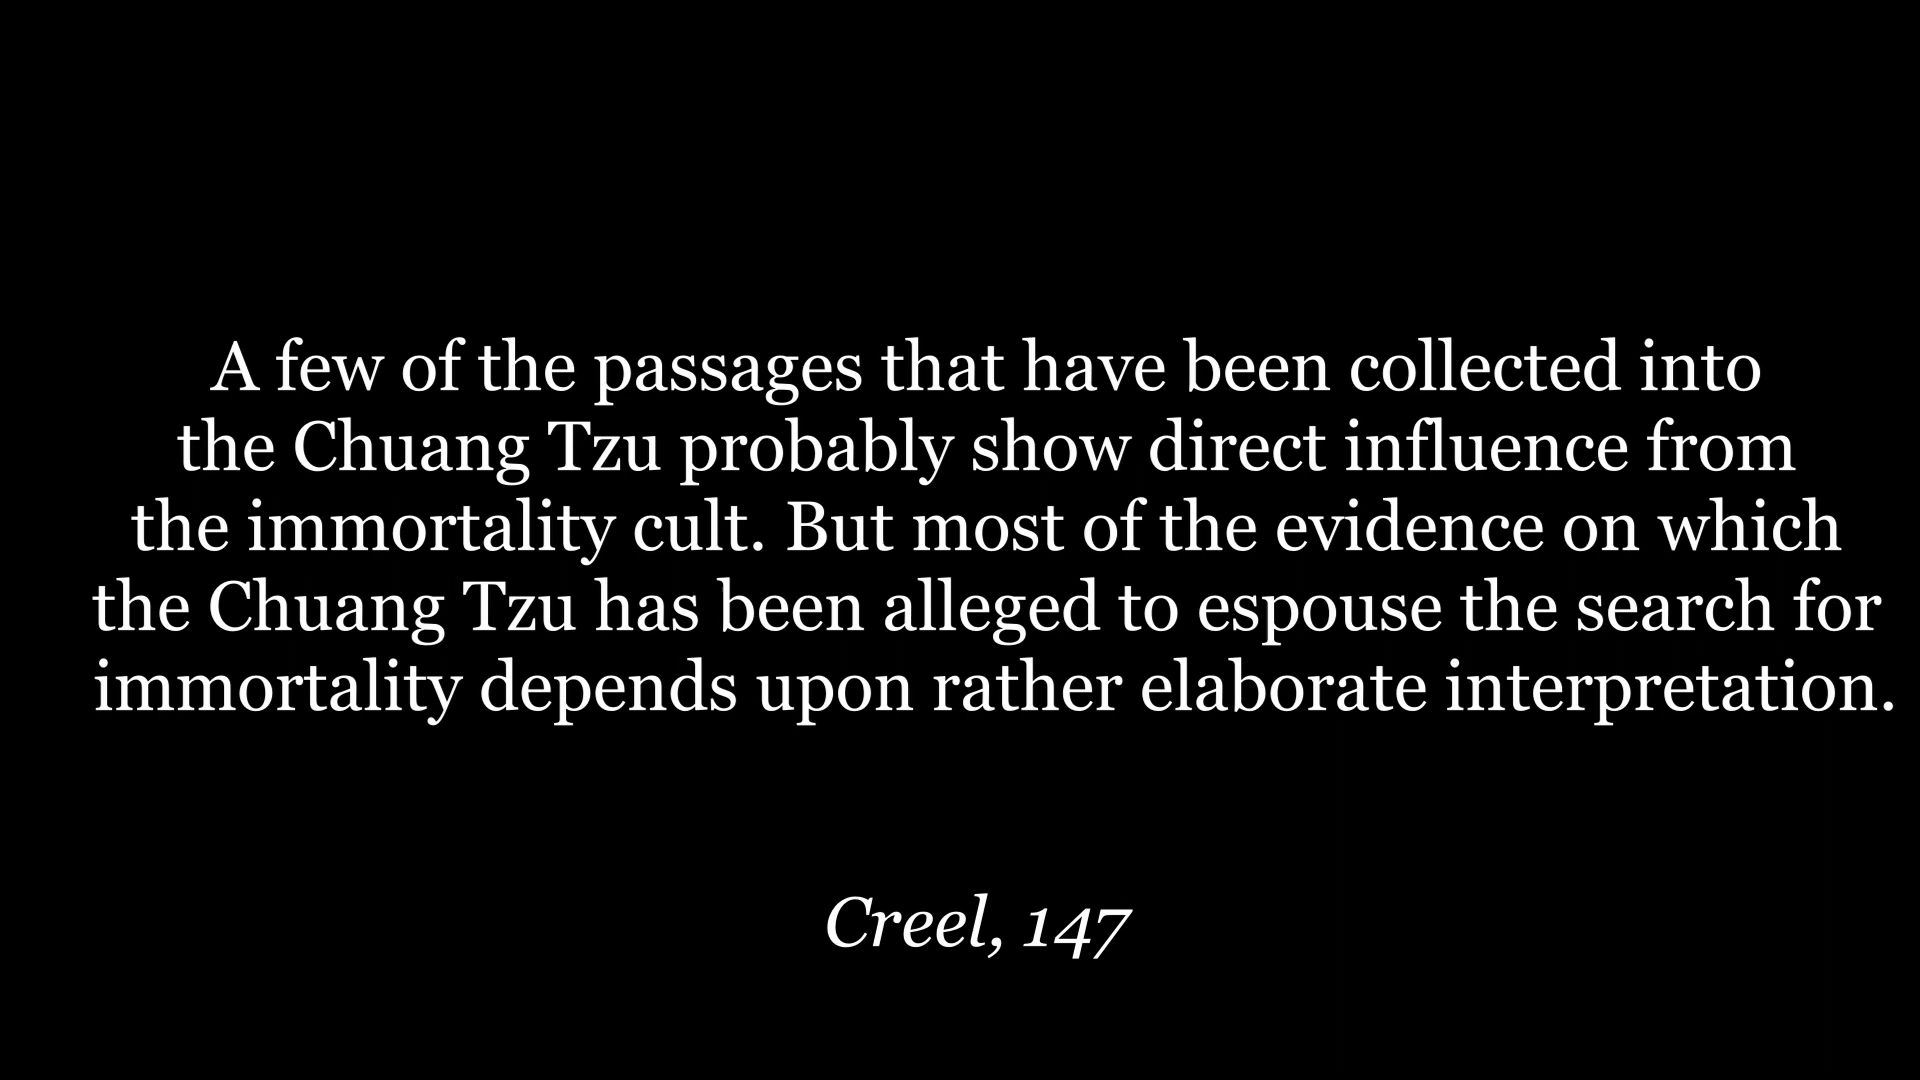 A few of the passages that have been collected into
the Chuang Tzu probably show direct influence from
the immortality cult. But most of the evidence on which
the Chuang Tzu has been alleged to espouse the search for
immortality depends upon rather elaborate interpretation.
Creel, 147